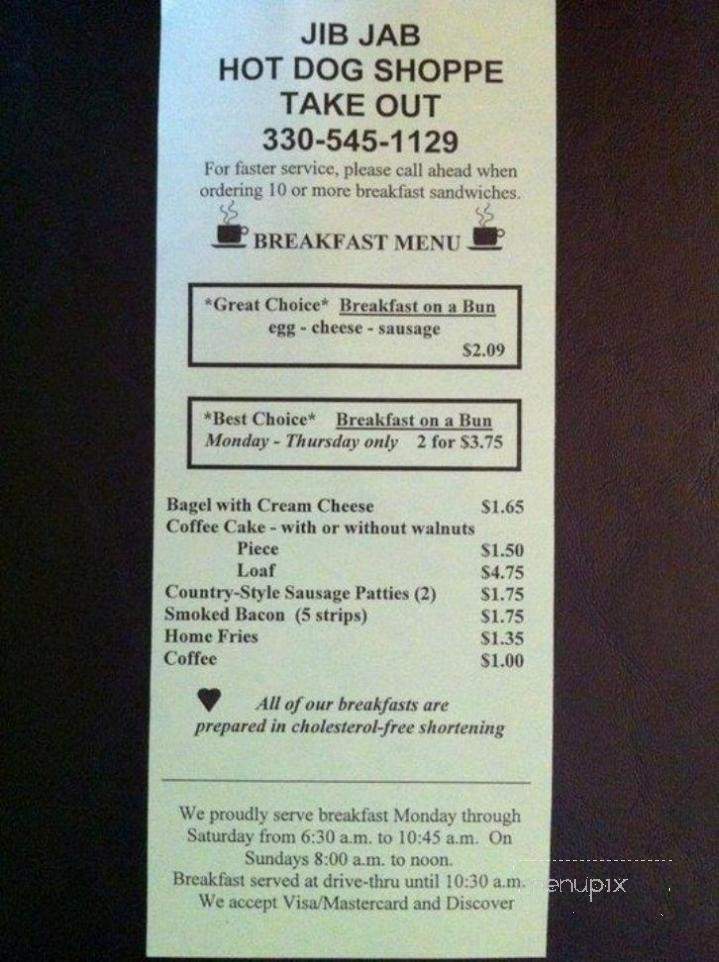 JIB JAB
HOT DOG SHOPPE
TAKE OUT
330-545-1129
For faster service, please call ahead when
ordering 10 or more breakfast sandwiches.
BREAKFAST MENU
*Great Choice* Breakfast on a Bun
egg - cheese - sausage
$2.09
*Best Choice* Breakfast on a Bun
Monday - Thursday only 2 for $3.75
Bagel with Cream Cheese $1.65
Coffee Cake - with or without walnuts
Piece $1.50
Loaf $4.75
Country-Style Sausage Patties (2) $1.75
Smoked Bacon (5 strips) $1.75
Home Fries $1.35
Coffee $1.00
All of our breakfasts are
prepared in cholesterol-free shortening
We proudly serve breakfast Monday through
Saturday from 6:30 a.m. to 10:45 a.m. On
Sundays 8:00 a.m. to noon.
Breakfast served at drive-thru until 10:30 a.m.
We accept Visa/Mastercard and Discover
menupix